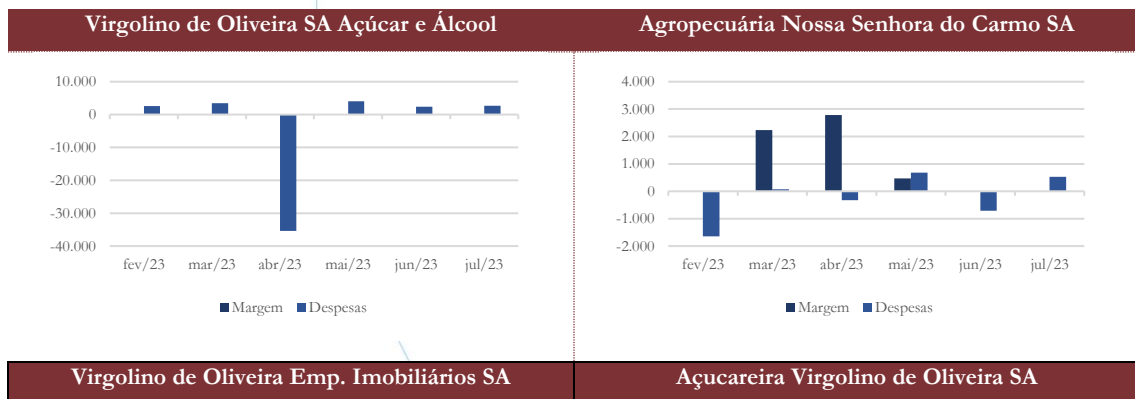 Virgolino de Oliveira SA Açúcar e Álcool
10.000
0
-10.000
-20.000
-30.000
-40.000
fev/23 mar/23 abr/23 mai/23 jun/23 jul/23
Margem Despesas
Agropecuária Nossa Senhora do Carmo SA
4.000
3.000
2.000
1.000
0
-1.000
-2.000
fev/23 mar/23 abr/23 mai/23 jun/23 jul/23
Margem Despesas
Virgolino de Oliveira Emp. Imobiliários SA
Açucareira Virgolino de Oliveira SA